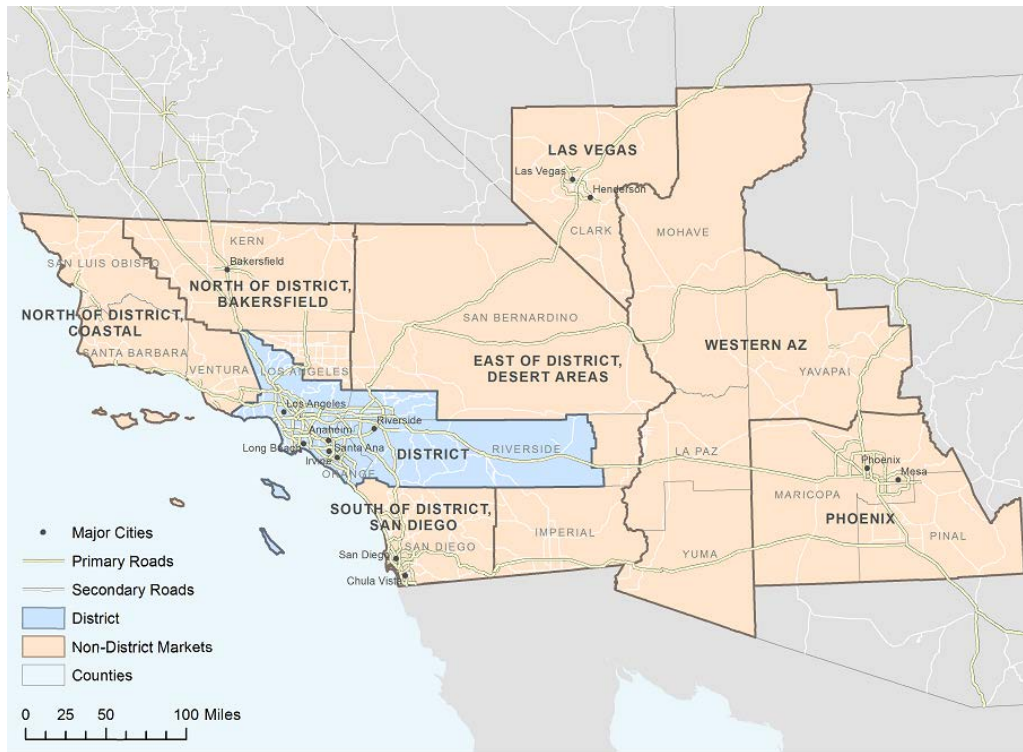 LAS VEGAS
Las Vegas
Henderson
CLARK
MOHAVE
KERN
SAN LUIS OBISPO
Bakersfield
NORTH OF DISTRICT,
BAKERSFIELD
NORTH OF DISTRICT,
COASTAL
SAN BERNARDINO
WESTERN AZ
SANTA BARBARA
VENTURA
LOS ANGELES
EAST OF DISTRICT,
DESERT AREAS
YAVAPAI
Los Angeles
Riverside
Anaheim
Long Beach
Santa Ana
Irvine
ORANGE
DISTRICT
RIVERSIDE
LA PAZ
Phoenix
Mesa
MARICOPA
PHOENIX
PINAL
SOUTH OF DISTRICT,
SAN DIEGO
IMPERIAL
San Diego
SAN DIEGO
YUMA
Chula Vista
Major Cities
Primary Roads
Secondary Roads
District
Non-District Markets
Counties
0 25 50 100 Miles